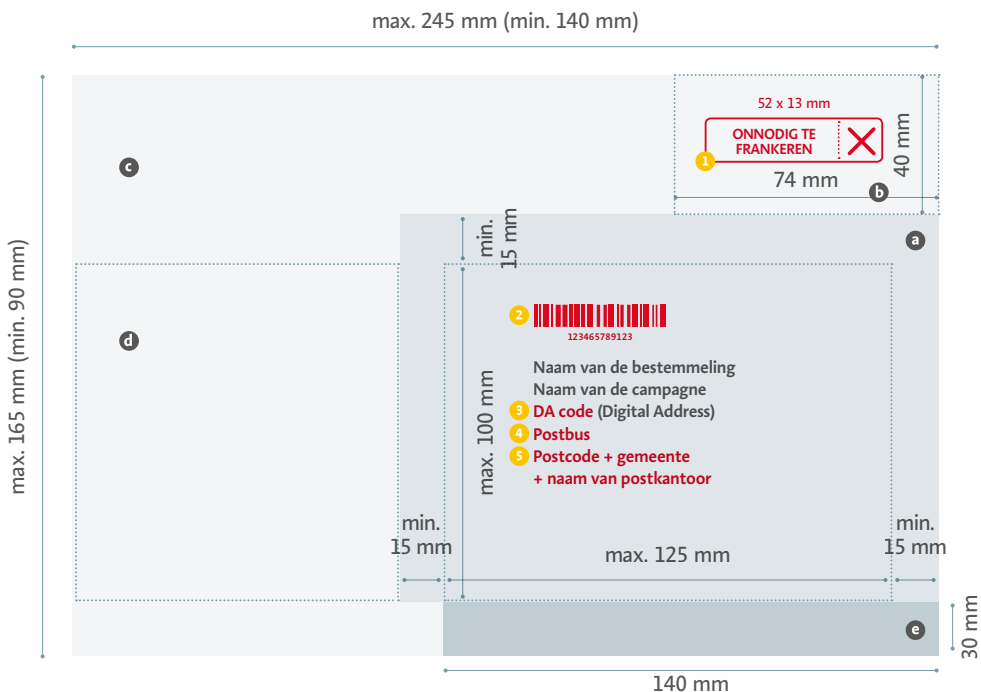 max. 245 mm (min. 140 mm)
52 x 13 mm
ONNODIG TE
FRANKEREN
1
40 mm
74 mm
b
c
a
min.
15 mm
max. 165 mm (min. 90 mm)
d
2
123465789123
Naam van de bestemmeling
Naam van de campagne
3 DA code (Digital Address)
4 Postbus
5 Postcode + gemeente
+ naam van postkantoor
max. 100 mm
min.
15 mm
max. 125 mm
min.
15 mm
e
30 mm
140 mm